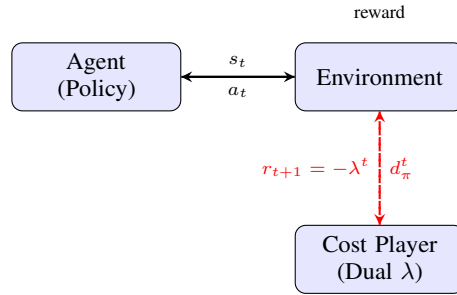 reward
Agent
(Policy)
s_t
a_t
Environment
r_{t+1} = −λ^t
d_π^t
Cost Player
(Dual λ)